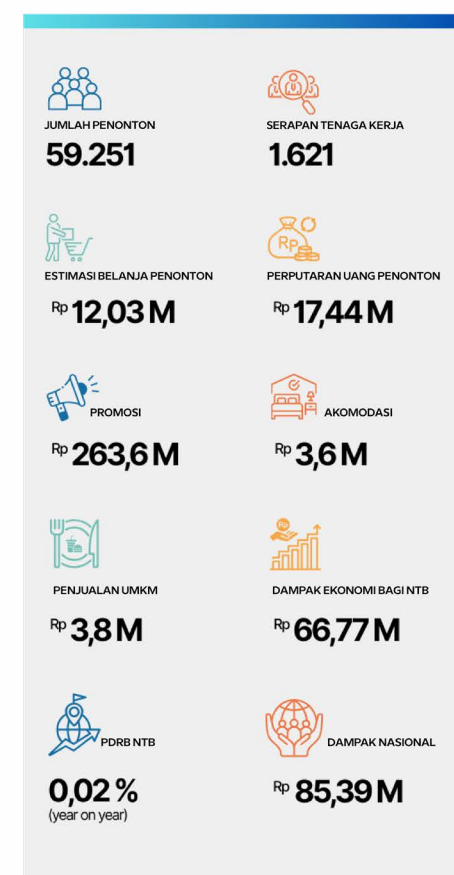 JUMLAH PENONTON
59.251
SERAPAN TENAGA KERJA
1.621
ESTIMASI BELANJA PENONTON
Rp 12,03 M
Rp
PERPUTARAN UANG PENONTON
Rp 17,44 M
PROMOSI
Rp 263,6 M
AKOMODASI
Rp 3,6 M
PENJUALAN UMKM
Rp 3,8 M
Rp
DAMPAK EKONOMI BAGI NTB
Rp 66,77 M
PDRB NTB
0,02 %
(year on year)
DAMPAK NASIONAL
Rp 85,39 M